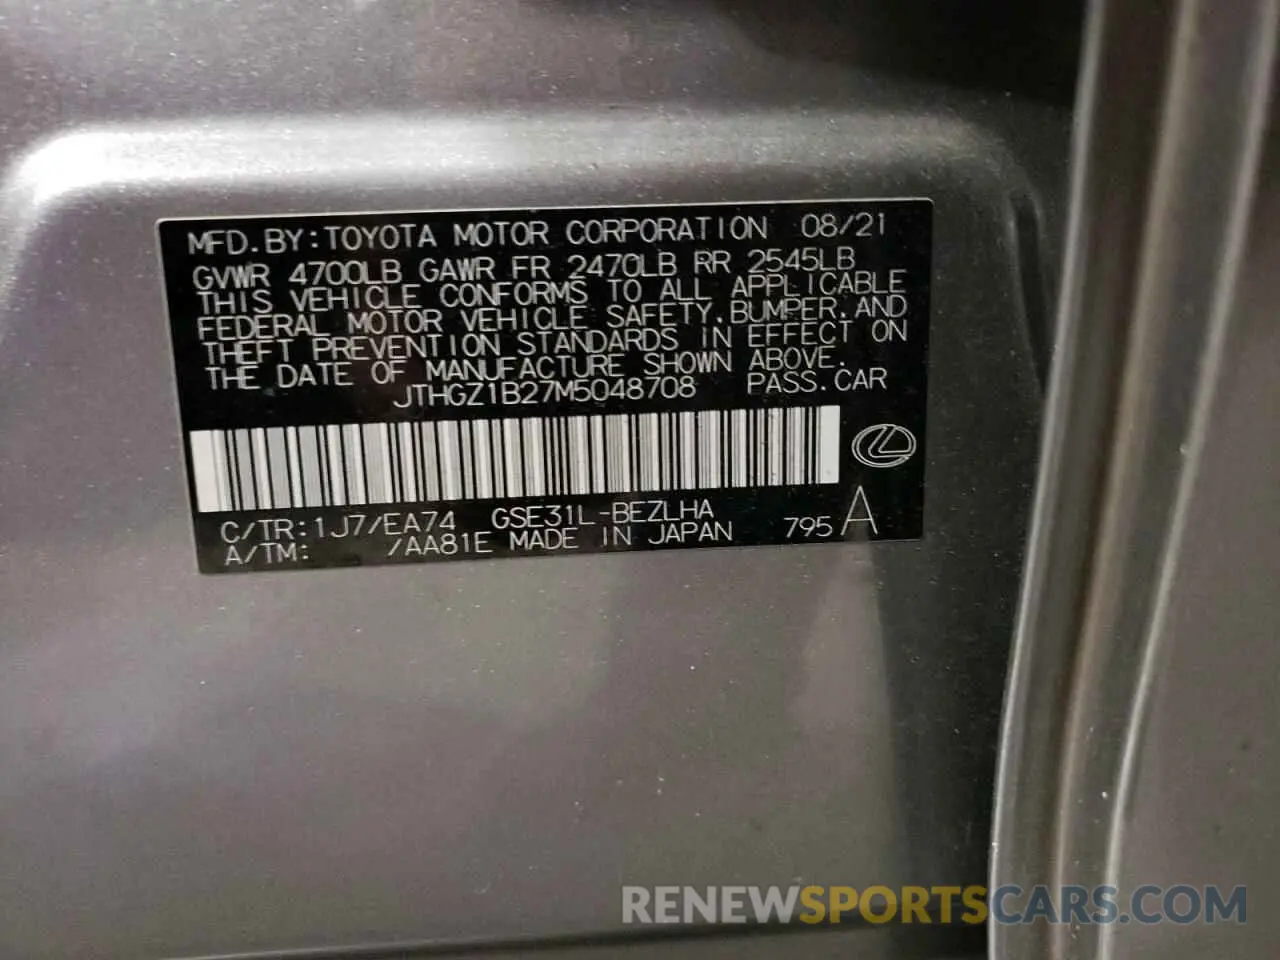 MFD.BY:TOYOTA MOTOR CORPORATION 08/21
GVWR 4700LB GAWR FR 2470LB RR 2545LB
THIS VEHICLE CONFORMS TO ALL APPLICABLE
FEDERAL MOTOR VEHICLE SAFETY,BUMPER,AND
THEFT PREVENTION STANDARDS IN EFFECT ON
THE DATE OF MANUFACTURE SHOWN ABOVE.
JTHGZ1B27M5048708 PASS.CAR
C/TR:1J7/EA74 GSE31L-BEZLHA
A/TM: /AA81E MADE IN JAPAN 795 A
RENEWSPORTSCARS.COM